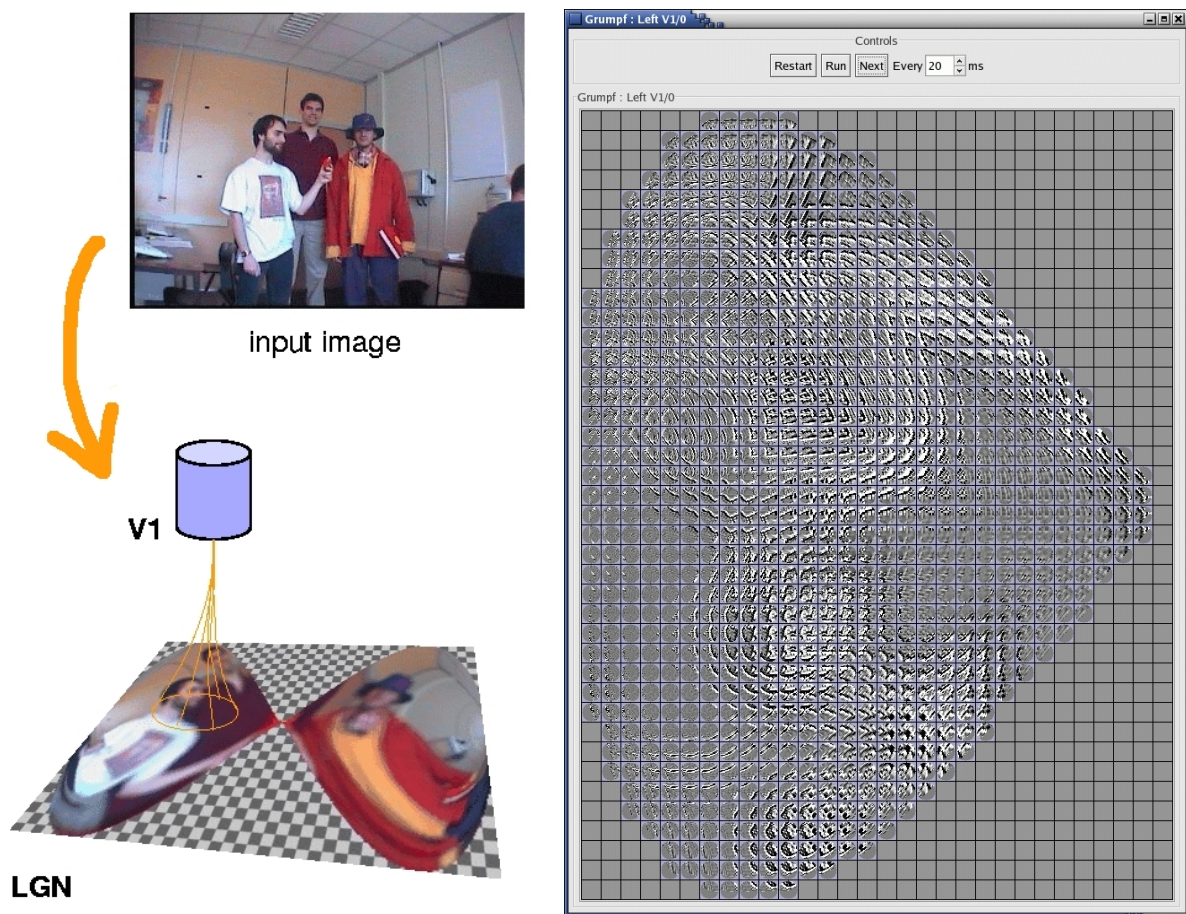 input image
V1
LGN
Grumpf : Left V1/0
Controls
Restart Run Next Every 20 ms
Grumpf : Left V1/0